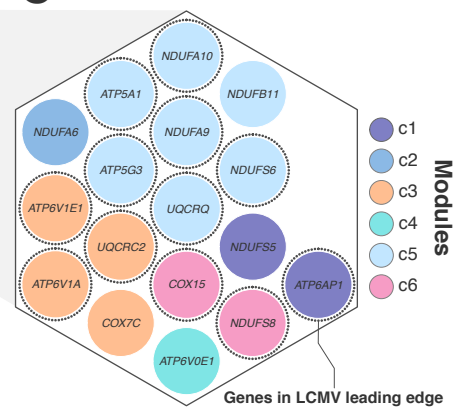 NDUFA10
ATP5A1
NDUFB11
NDUFA6
NDUFA9
ATP5G3
NDUFS6
ATP6V1E1
UQCRQ
UQCRC2
NDUFS5
ATP6V1A
COX15
ATP6AP1
COX7C
NDUFS8
ATP6V0E1
c1
c2
c3
c4
c5
c6
Modules
Genes in LCMV leading edge